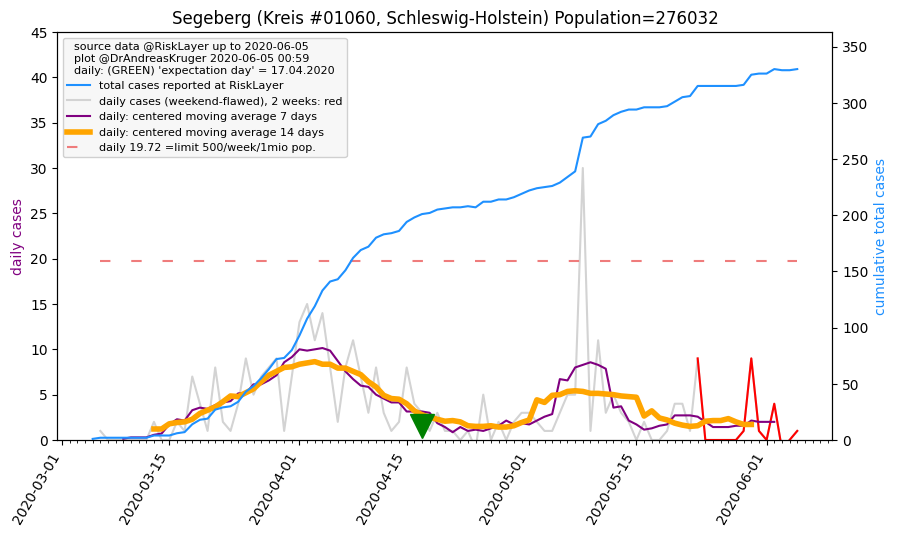 Segeberg (Kreis #01060, Schleswig-Holstein) Population=276032
source data @RiskLayer up to 2020-06-05
plot @DrAndreasKruger 2020-06-05 00:59
daily: (GREEN) 'expectation day' = 17.04.2020
total cases reported at RiskLayer
daily cases (weekend-flawed), 2 weeks: red
daily: centered moving average 7 days
daily: centered moving average 14 days
daily 19.72 =limit 500/week/1mio pop.
daily cases
45
40
35
30
25
20
15
10
5
0
cumulative total cases
350
300
250
200
150
100
50
0
2020-03-01
2020-03-15
2020-04-01
2020-04-15
2020-05-01
2020-05-15
2020-06-01